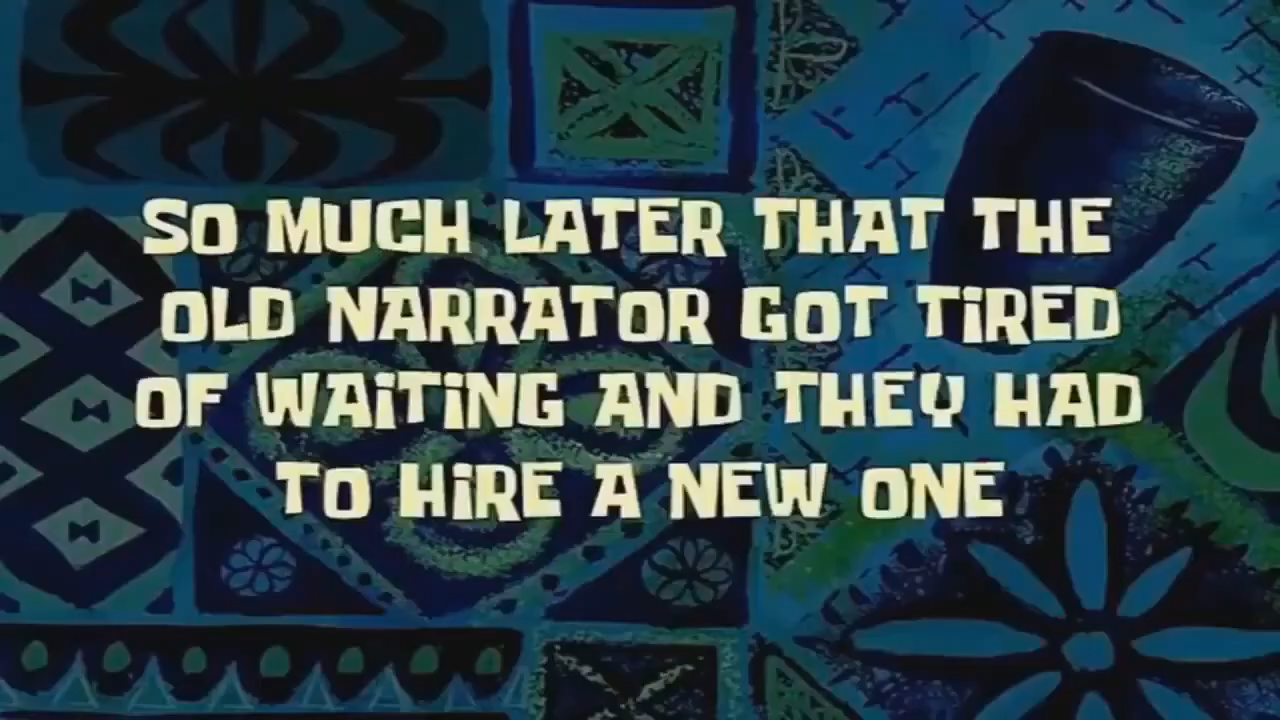 SO MUCH LATER THAT THE
OLD NARRATOR GOT TiRED
OF WAiTiNG AND THEY HAD
TO HiRE A NEW ONE